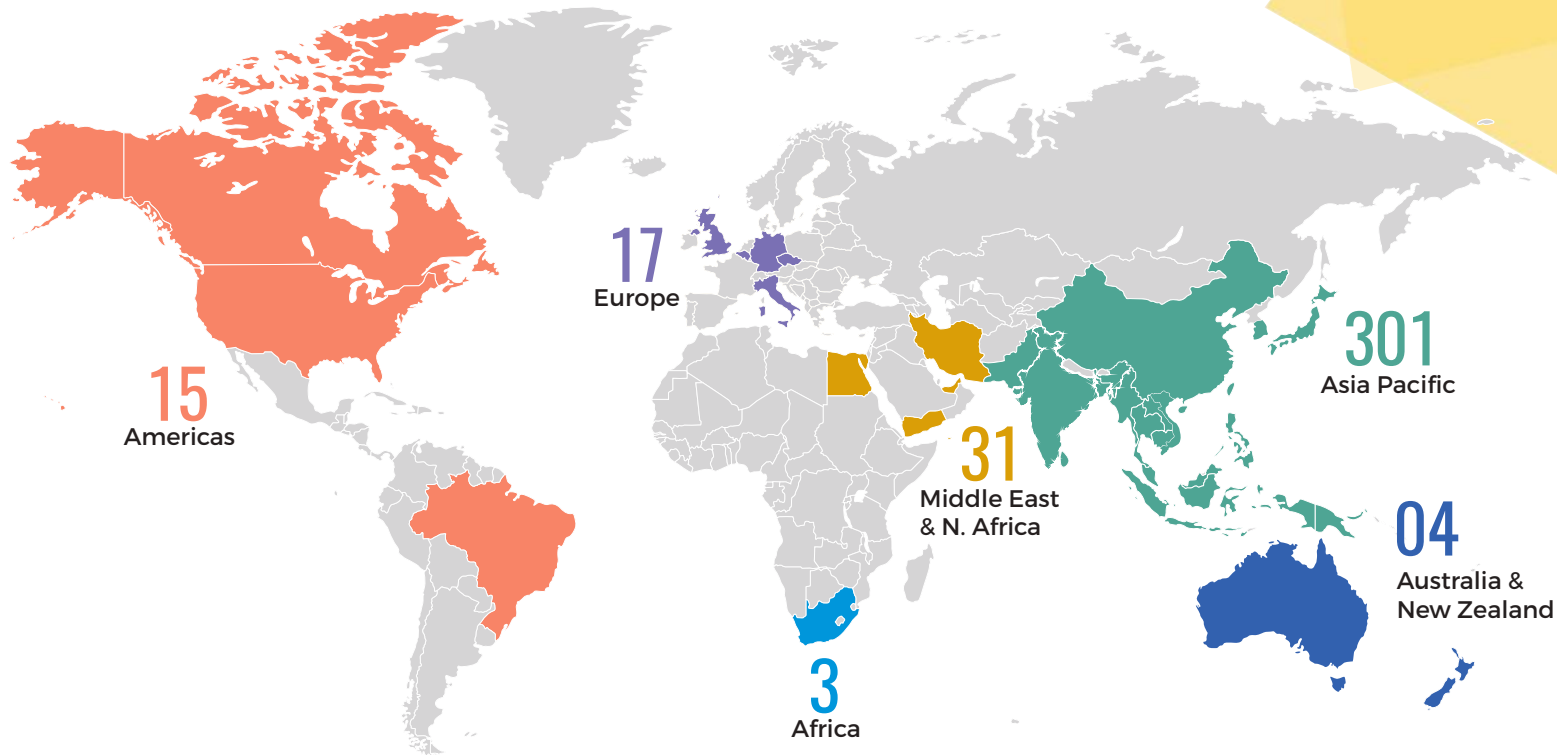 17
Europe
301
Asia Pacific
15
Americas
31
Middle East
& N. Africa
04
Australia &
New Zealand
3
Africa